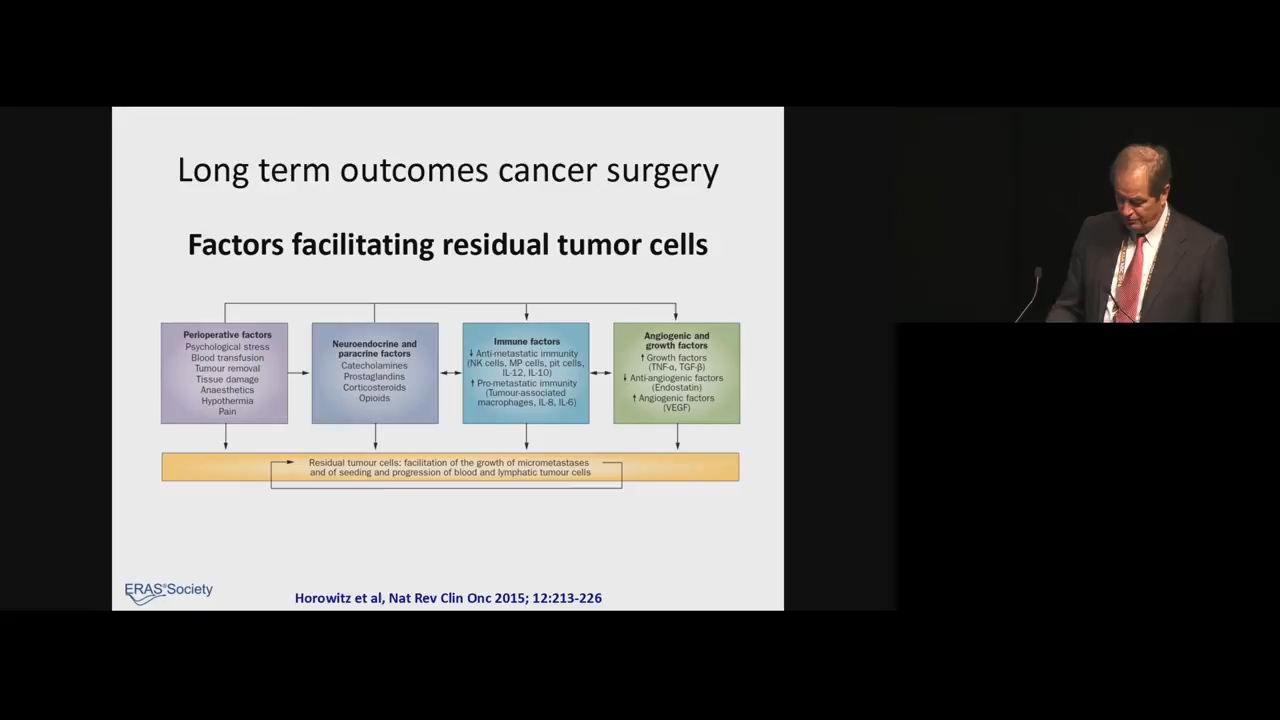 Long term outcomes cancer surgery
Factors facilitating residual tumor cells
Perioperative factors
Psychological stress
Blood transfusion
Tumour removal
Tissue damage
Anaesthetics
Hypothermia
Pain
Neuroendocrine and
paracrine factors
Catecholamines
Prostaglandins
Corticosteroids
Opioids
Immune factors
↓ Anti-metastatic immunity
(NK cells, MP cells, pit cells,
IL-12, IL-10)
↑ Pro-metastatic immunity
(Tumour-associated
macrophages, IL-8, IL-6)
Angiogenic and
growth factors
↑ Growth factors
(TNF-α, TGF-β)
↓ Anti-angiogenic factors
(Endostatin)
↑ Angiogenic factors
(VEGF)
Residual tumour cells: facilitation of the growth of micrometastases
and of seeding and progression of blood and lymphatic tumour cells
ERAS®Society
Horowitz et al, Nat Rev Clin Onc 2015; 12:213-226